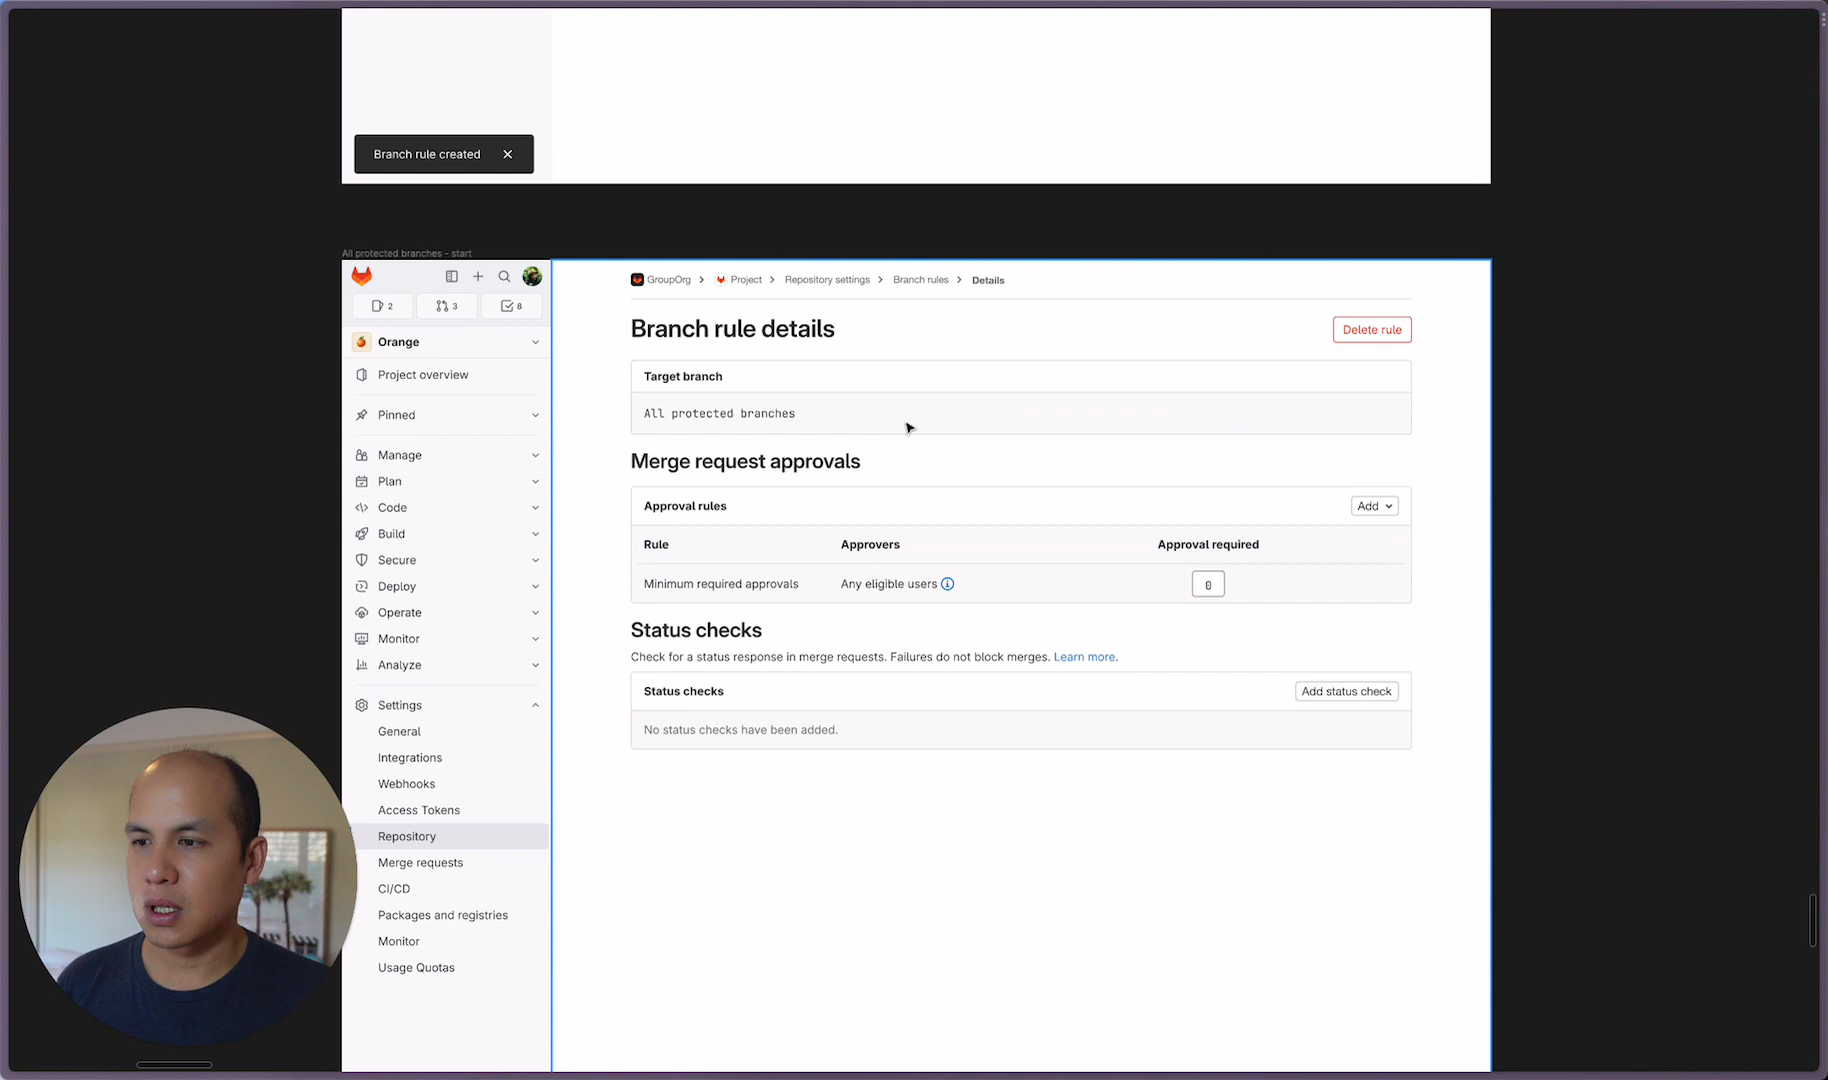 Branch rule created
All protected branches - start
2 3 8
Orange
Project overview
Pinned
Manage
Plan
Code
Build
Secure
Deploy
Operate
Monitor
Analyze
Settings
General
Integrations
Webhooks
Access Tokens
Repository
Merge requests
CI/CD
Packages and registries
Monitor
Usage Quotas
GroupOrg > Project > Repository settings > Branch rules > Details
Branch rule details
Delete rule
Target branch
All protected branches
Merge request approvals
Approval rules
Add
Rule Approvers Approval required
Minimum required approvals Any eligible users 0
Status checks
Check for a status response in merge requests. Failures do not block merges. Learn more.
Status checks
Add status check
No status checks have been added.